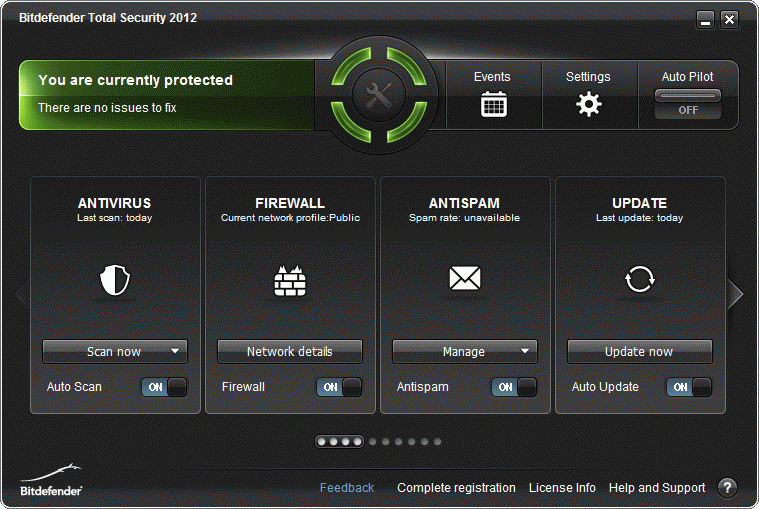 Bitdefender Total Security 2012
You are currently protected
There are no issues to fix
Events
Settings
Auto Pilot
OFF
ANTIVIRUS
Last scan: today
Scan now
Auto Scan
ON
FIREWALL
Current network profile:Public
Network details
Firewall
ON
ANTISPAM
Spam rate: unavailable
Manage
Antispam
ON
UPDATE
Last update: today
Update now
Auto Update
ON
Bitdefender
Feedback
Complete registration
License Info
Help and Support
?